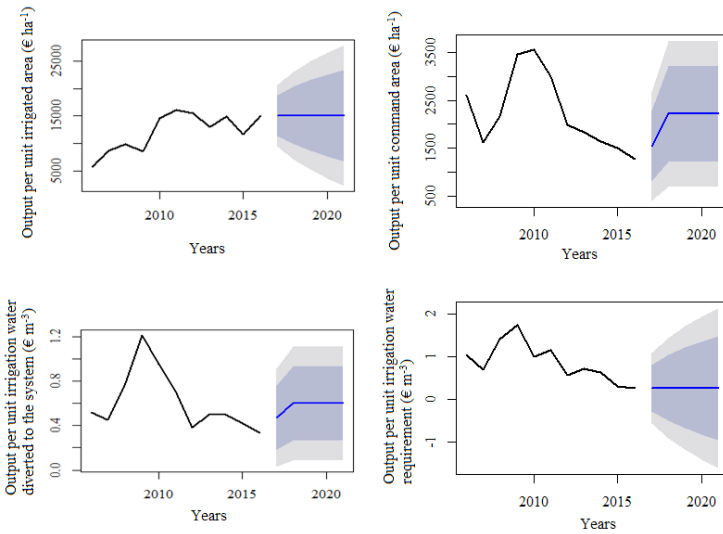 Output per unit irrigated area (€ ha-1)
25000
15000
5000
2010
2015
2020
Years
Output per unit command area (€ ha-1)
3500
2500
1500
500
2010
2015
2020
Years
Output per unit irrigation water
diverted to the system (€ m-3)
1.2
0.8
0.4
0.0
2010
2015
2020
Years
Output per unit irrigation water
requirement (€ m-3)
2
1
0
-1
2010
2015
2020
Years